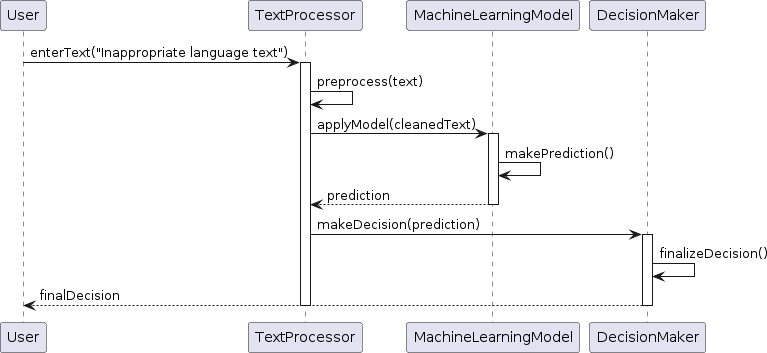 User
TextProcessor
MachineLearningModel
DecisionMaker
enterText("Inappropriate language text")
preprocess(text)
applyModel(cleanedText)
makePrediction()
prediction
makeDecision(prediction)
finalizeDecision()
finalDecision
User
TextProcessor
MachineLearningModel
DecisionMaker